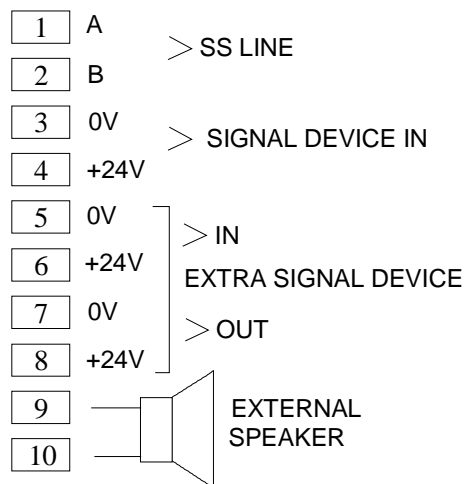 1 A
> SS LINE
2 B
3 0V
> SIGNAL DEVICE IN
4 +24V
5 0V
> IN
6 +24V
EXTRA SIGNAL DEVICE
7 0V
> OUT
8 +24V
9
EXTERNAL
SPEAKER
10